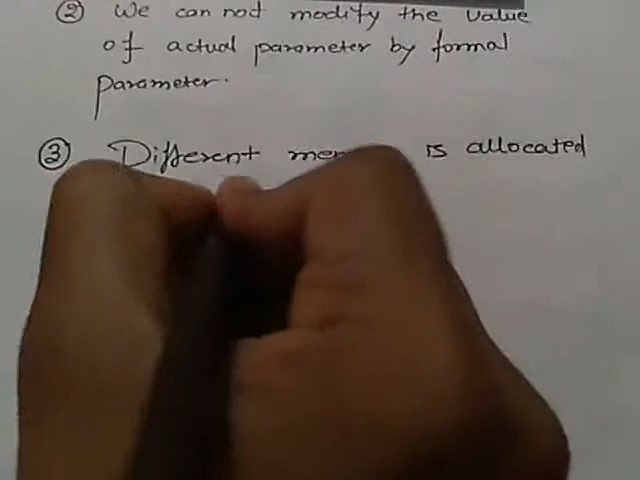 ② We can not modify the value
of actual parameter by formal
parameter.
③ Different is allocated